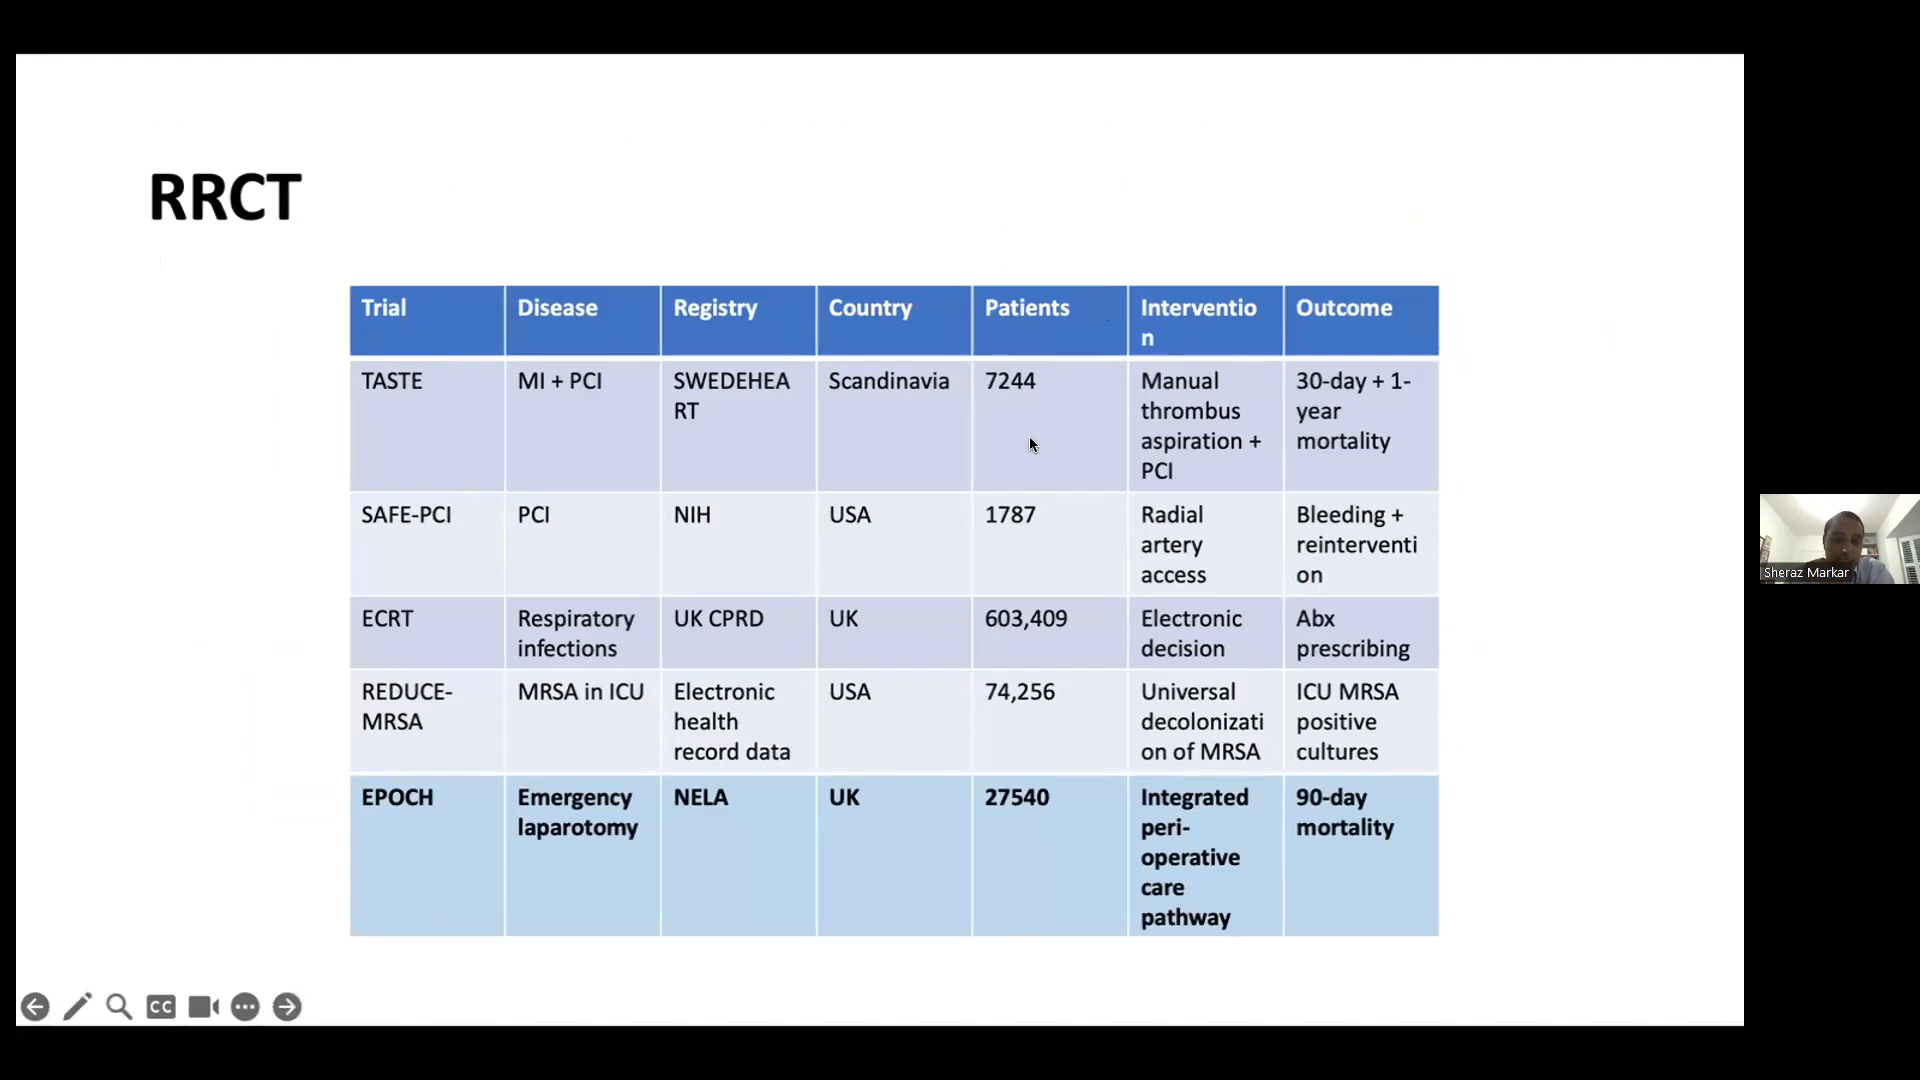 RRCT
Trial Disease Registry Country Patients Interventio
n Outcome
TASTE
MI + PCI
SWEDEHEA
RT
Scandinavia
7244
Manual
thrombus
aspiration +
PCI
30-day + 1-
year
mortality
SAFE-PCI
PCI
NIH
USA
1787
Radial
artery
access
Bleeding +
reinterventi
on
ECRT
Respiratory
infections
UK CPRD
UK
603,409
Electronic
decision
Abx
prescribing
REDUCE-
MRSA
MRSA in ICU
Electronic
health
record data
USA
74,256
Universal
decolonizati
on of MRSA
ICU MRSA
positive
cultures
EPOCH
Emergency
laparotomy
NELA
UK
27540
Integrated
peri-
operative
care
pathway
90-day
mortality
Sheraz Markar
CC